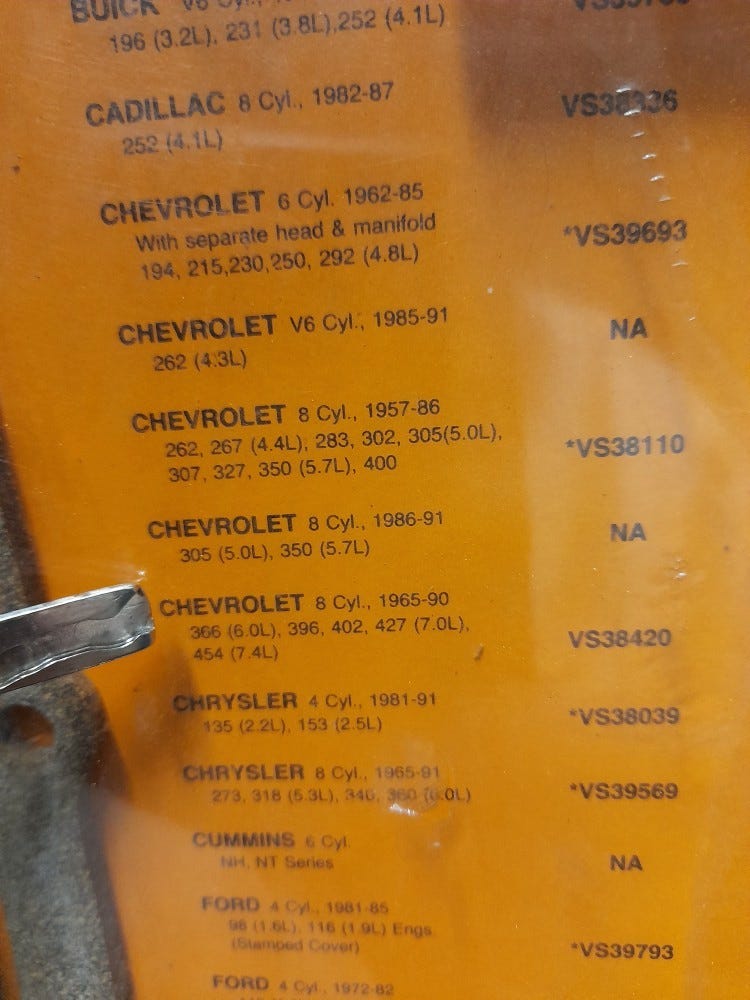 BUICK V6 Cyl.,
196 (3.2L), 231 (3.8L),252 (4.1L)
CADILLAC 8 Cyl., 1982-87
252 (4.1L)
CHEVROLET 6 Cyl. 1962-85
With separate head & manifold
194, 215,230,250, 292 (4.8L)
*VS39693
CHEVROLET V6 Cyl., 1985-91 NA
262 (4.3L)
CHEVROLET 8 Cyl., 1957-86
262, 267 (4.4L), 283, 302, 305(5.0L),
307, 327, 350 (5.7L), 400
*VS38110
CHEVROLET 8 Cyl., 1986-91 NA
305 (5.0L), 350 (5.7L)
CHEVROLET 8 Cyl., 1965-90
366 (6.0L), 396, 402, 427 (7.0L),
454 (7.4L)
VS38420
CHRYSLER 4 Cyl., 1981-91
135 (2.2L), 153 (2.5L)
*VS38039
CHRYSLER 8 Cyl., 1965-91
273, 318 (5.3L), 340, 360 (6.0L)
*VS39569
CUMMINS 6 Cyl.
NH, NT Series
NA
FORD 4 Cyl., 1981-85
98 (1.6L), 116 (1.9L) Engs.
(Stamped Cover)
*VS39793
FORD 4 Cyl., 1972-82